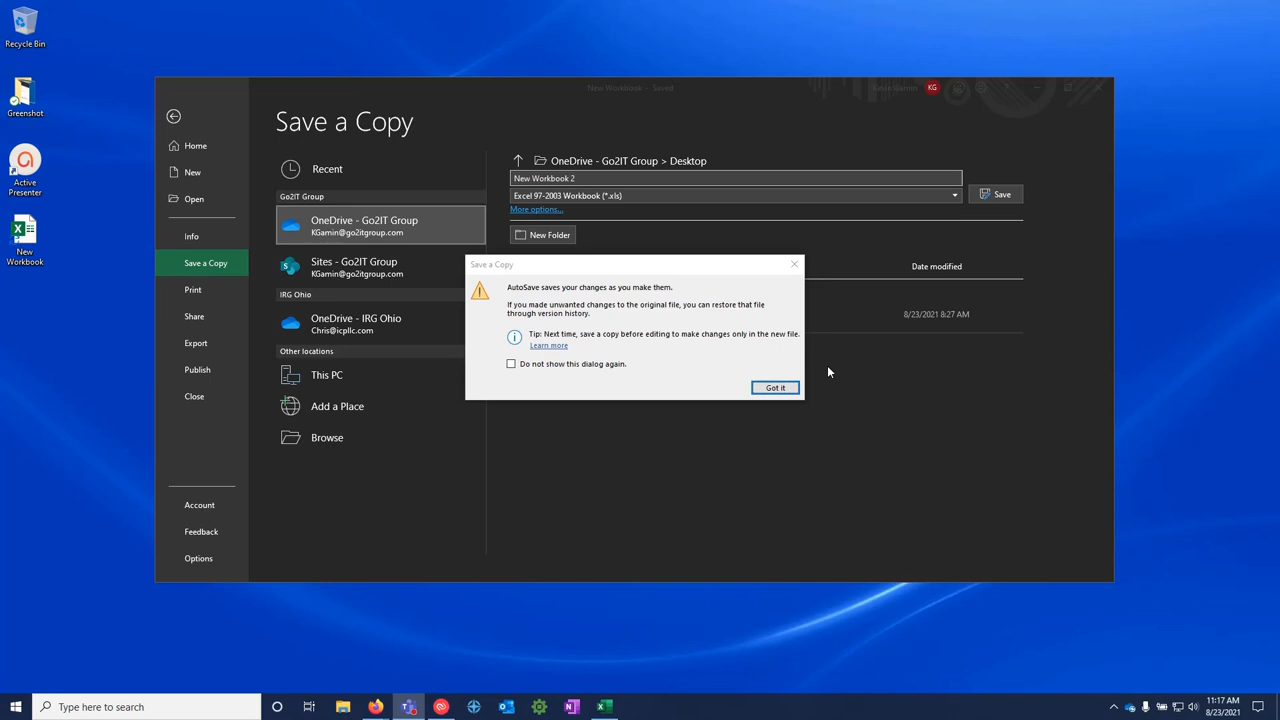 Recycle Bin
Greenshot
Active
Presenter
New
Workbook
New Workbook - Saved
KG
Save a Copy
Home
New
Open
Info
Save a Copy
Print
Share
Export
Publish
Close
Account
Feedback
Options
Recent
Go2IT Group
OneDrive - Go2IT Group
KGamin@go2itgroup.com
Sites - Go2IT Group
KGamin@go2itgroup.com
IRG Ohio
OneDrive - IRG Ohio
Chris@icpllc.com
Other locations
This PC
Add a Place
Browse
OneDrive - Go2IT Group > Desktop
New Workbook 2
Excel 97-2003 Workbook (*.xls)
Save
More options...
New Folder
Date modified
8/23/2021 8:27 AM
Save a Copy
AutoSave saves your changes as you make them.
If you made unwanted changes to the original file, you can restore that file
through version history.
Tip: Next time, save a copy before editing to make changes only in the new file.
Learn more
Do not show this dialog again.
Got it
Type here to search
11:17 AM
8/23/2021